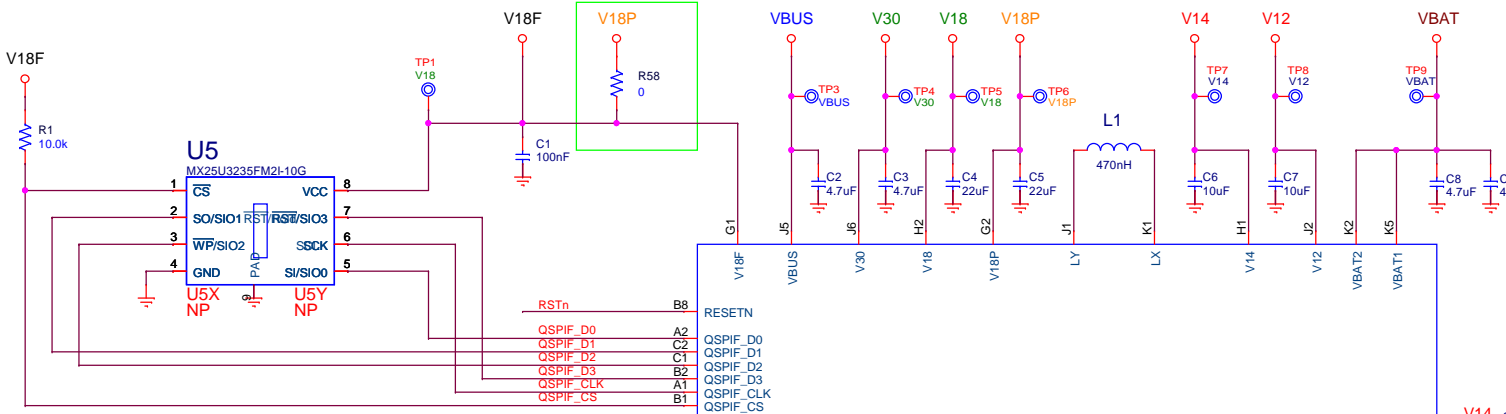 V18F
V18P
VBUS
V30
V18
V18P
V14
V12
VBAT
V18F
TP1
V18
R58
0
TP3
VBUS
TP4
V30
TP5
V18
TP6
V18P
TP7
V14
TP8
V12
TP9
VBAT
R1
10.0k
C1
100nF
L1
470nH
U5
MX25U3235FM2I-10G
C2
4.7uF
C3
4.7uF
C4
22uF
C5
22uF
C6
10uF
C7
10uF
C8
4.7uF
C
4
1
CS
VCC
8
2
SO/SIO1
RST/SIO3
7
3
WP/SIO2
SCK
6
4
GND
PAD
SI/SIO0
5
9
U5X
NP
U5Y
NP
G1
J5
J6
H2
G2
J1
K1
H1
J2
K2
K5
V18F
VBUS
V30
V18
V18P
LY
LX
V14
V12
VBAT2
VBAT1
RSTn
B8
RESETN
QSPIF_D0
A2
QSPIF_D0
QSPIF_D1
C2
QSPIF_D1
QSPIF_D2
C1
QSPIF_D2
QSPIF_D3
B2
QSPIF_D3
QSPIF_CLK
A1
QSPIF_CLK
QSPIF_CS
B1
QSPIF_CS
V14